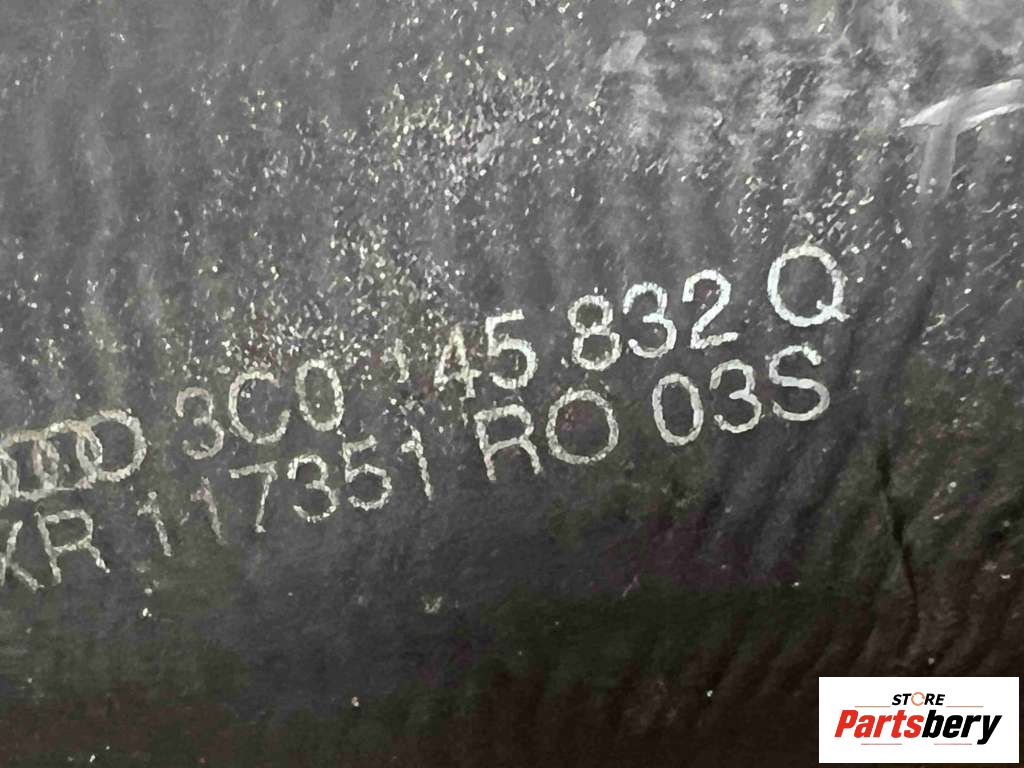 3C0 145 832 Q
KR 117351 RO 03S
STORE
Partsbery